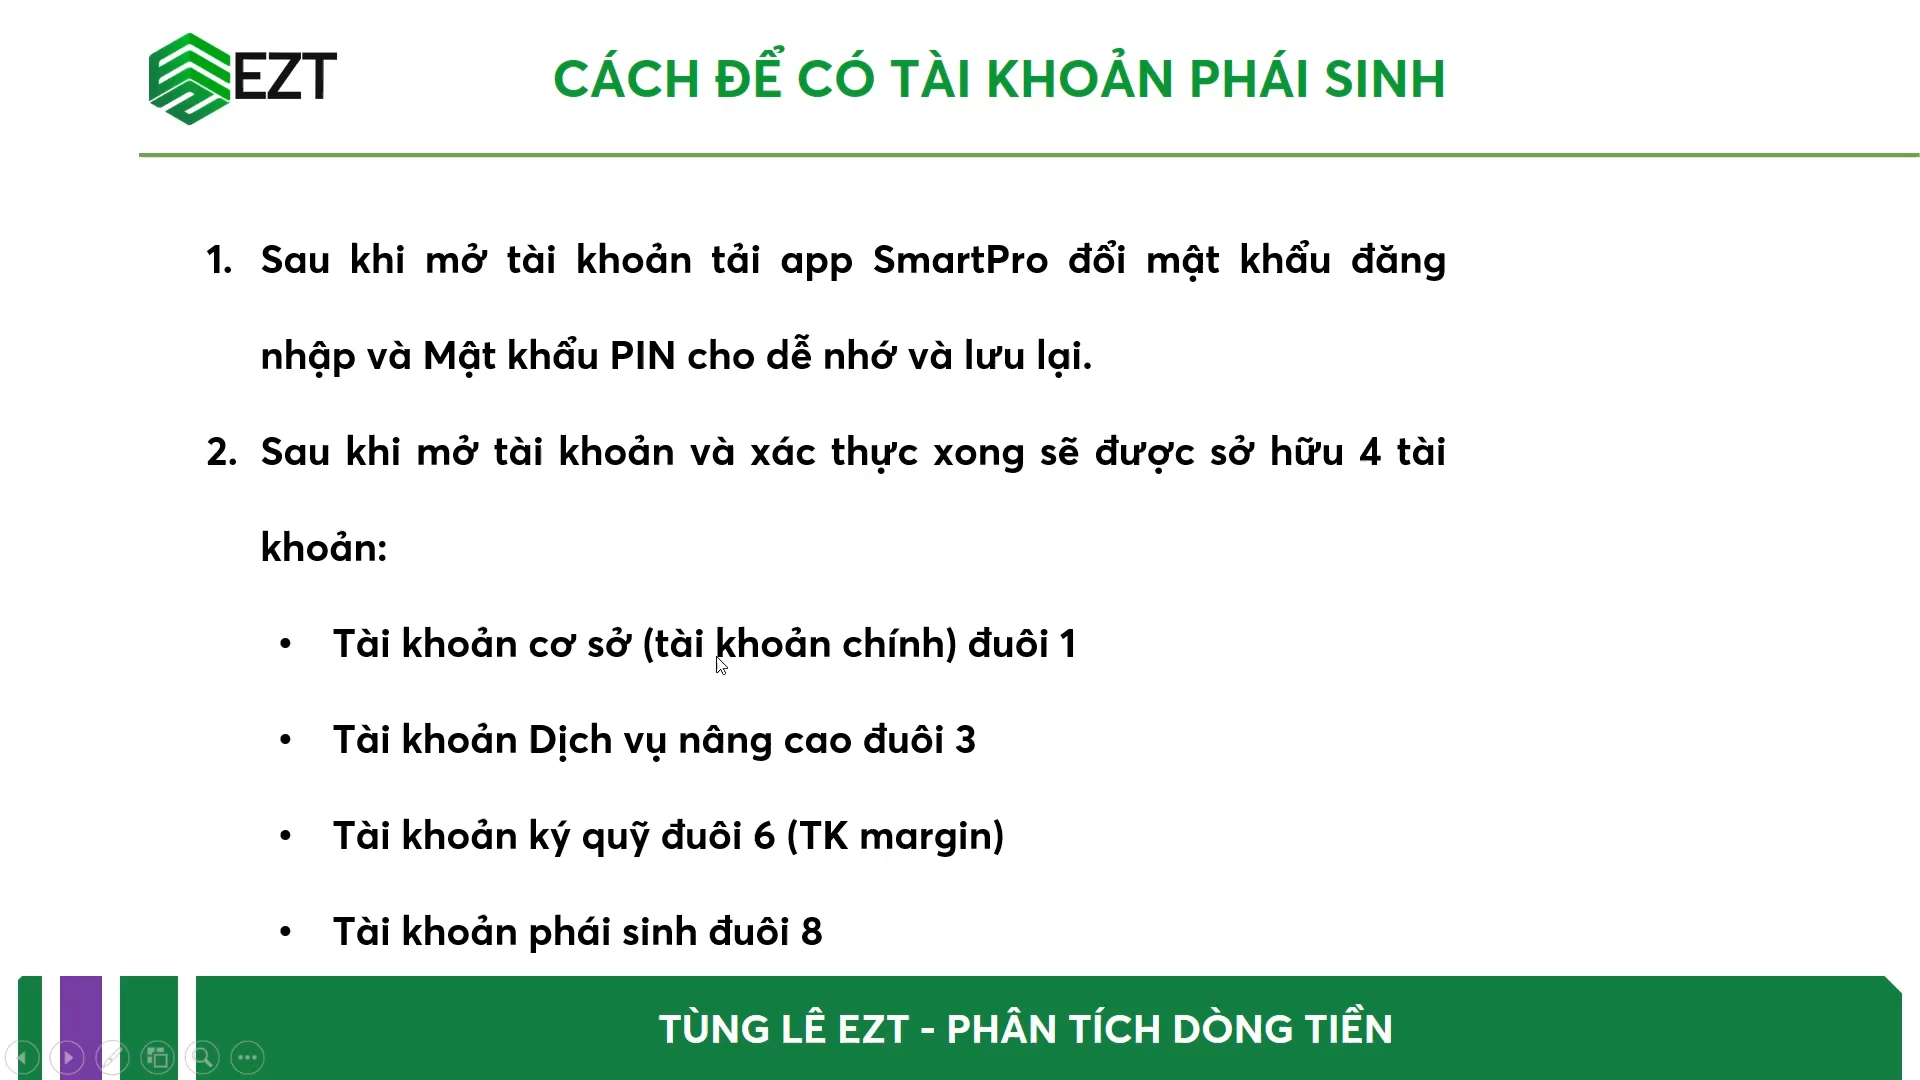 EZT
CÁCH ĐỂ CÓ TÀI KHOẢN PHÁI SINH
1. Sau khi mở tài khoản tải app SmartPro đổi mật khẩu đăng
nhập và Mật khẩu PIN cho dễ nhớ và lưu lại.
2. Sau khi mở tài khoản và xác thực xong sẽ được sở hữu 4 tài
khoản:
• Tài khoản cơ sở (tài khoản chính) đuôi 1
• Tài khoản Dịch vụ nâng cao đuôi 3
• Tài khoản ký quỹ đuôi 6 (TK margin)
• Tài khoản phái sinh đuôi 8
TÙNG LÊ EZT - PHÂN TÍCH DÒNG TIỀN